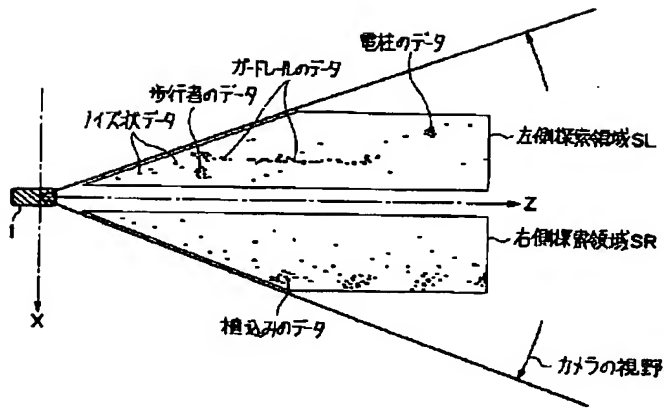 電柱のデータ
ガードレールのデータ
歩行者のデータ
ノイズ状データ
左側探索領域SL
1
Z
右側探索領域SR
X
植込みのデータ
カメラの視野